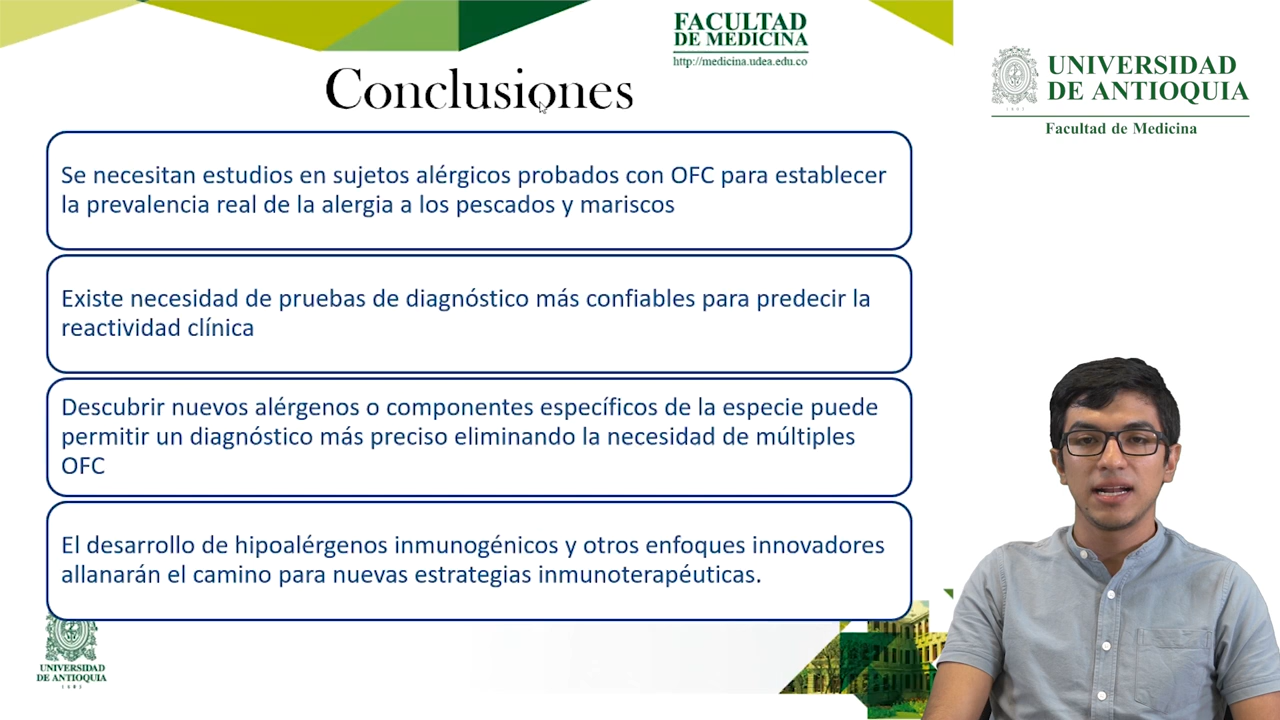 FACULTAD
DE MEDICINA
http://medicina.udea.edu.co
UNIVERSIDAD
DE ANTIOQUIA
1803
Facultad de Medicina
Conclusiones
Se necesitan estudios en sujetos alérgicos probados con OFC para establecer
la prevalencia real de la alergia a los pescados y mariscos
Existe necesidad de pruebas de diagnóstico más confiables para predecir la
reactividad clínica
Descubrir nuevos alérgenos o componentes específicos de la especie puede
permitir un diagnóstico más preciso eliminando la necesidad de múltiples
OFC
El desarrollo de hipoalérgenos inmunogénicos y otros enfoques innovadores
allanarán el camino para nuevas estrategias inmunoterapéuticas.
UNIVERSIDAD
DE ANTIOQUIA
1803